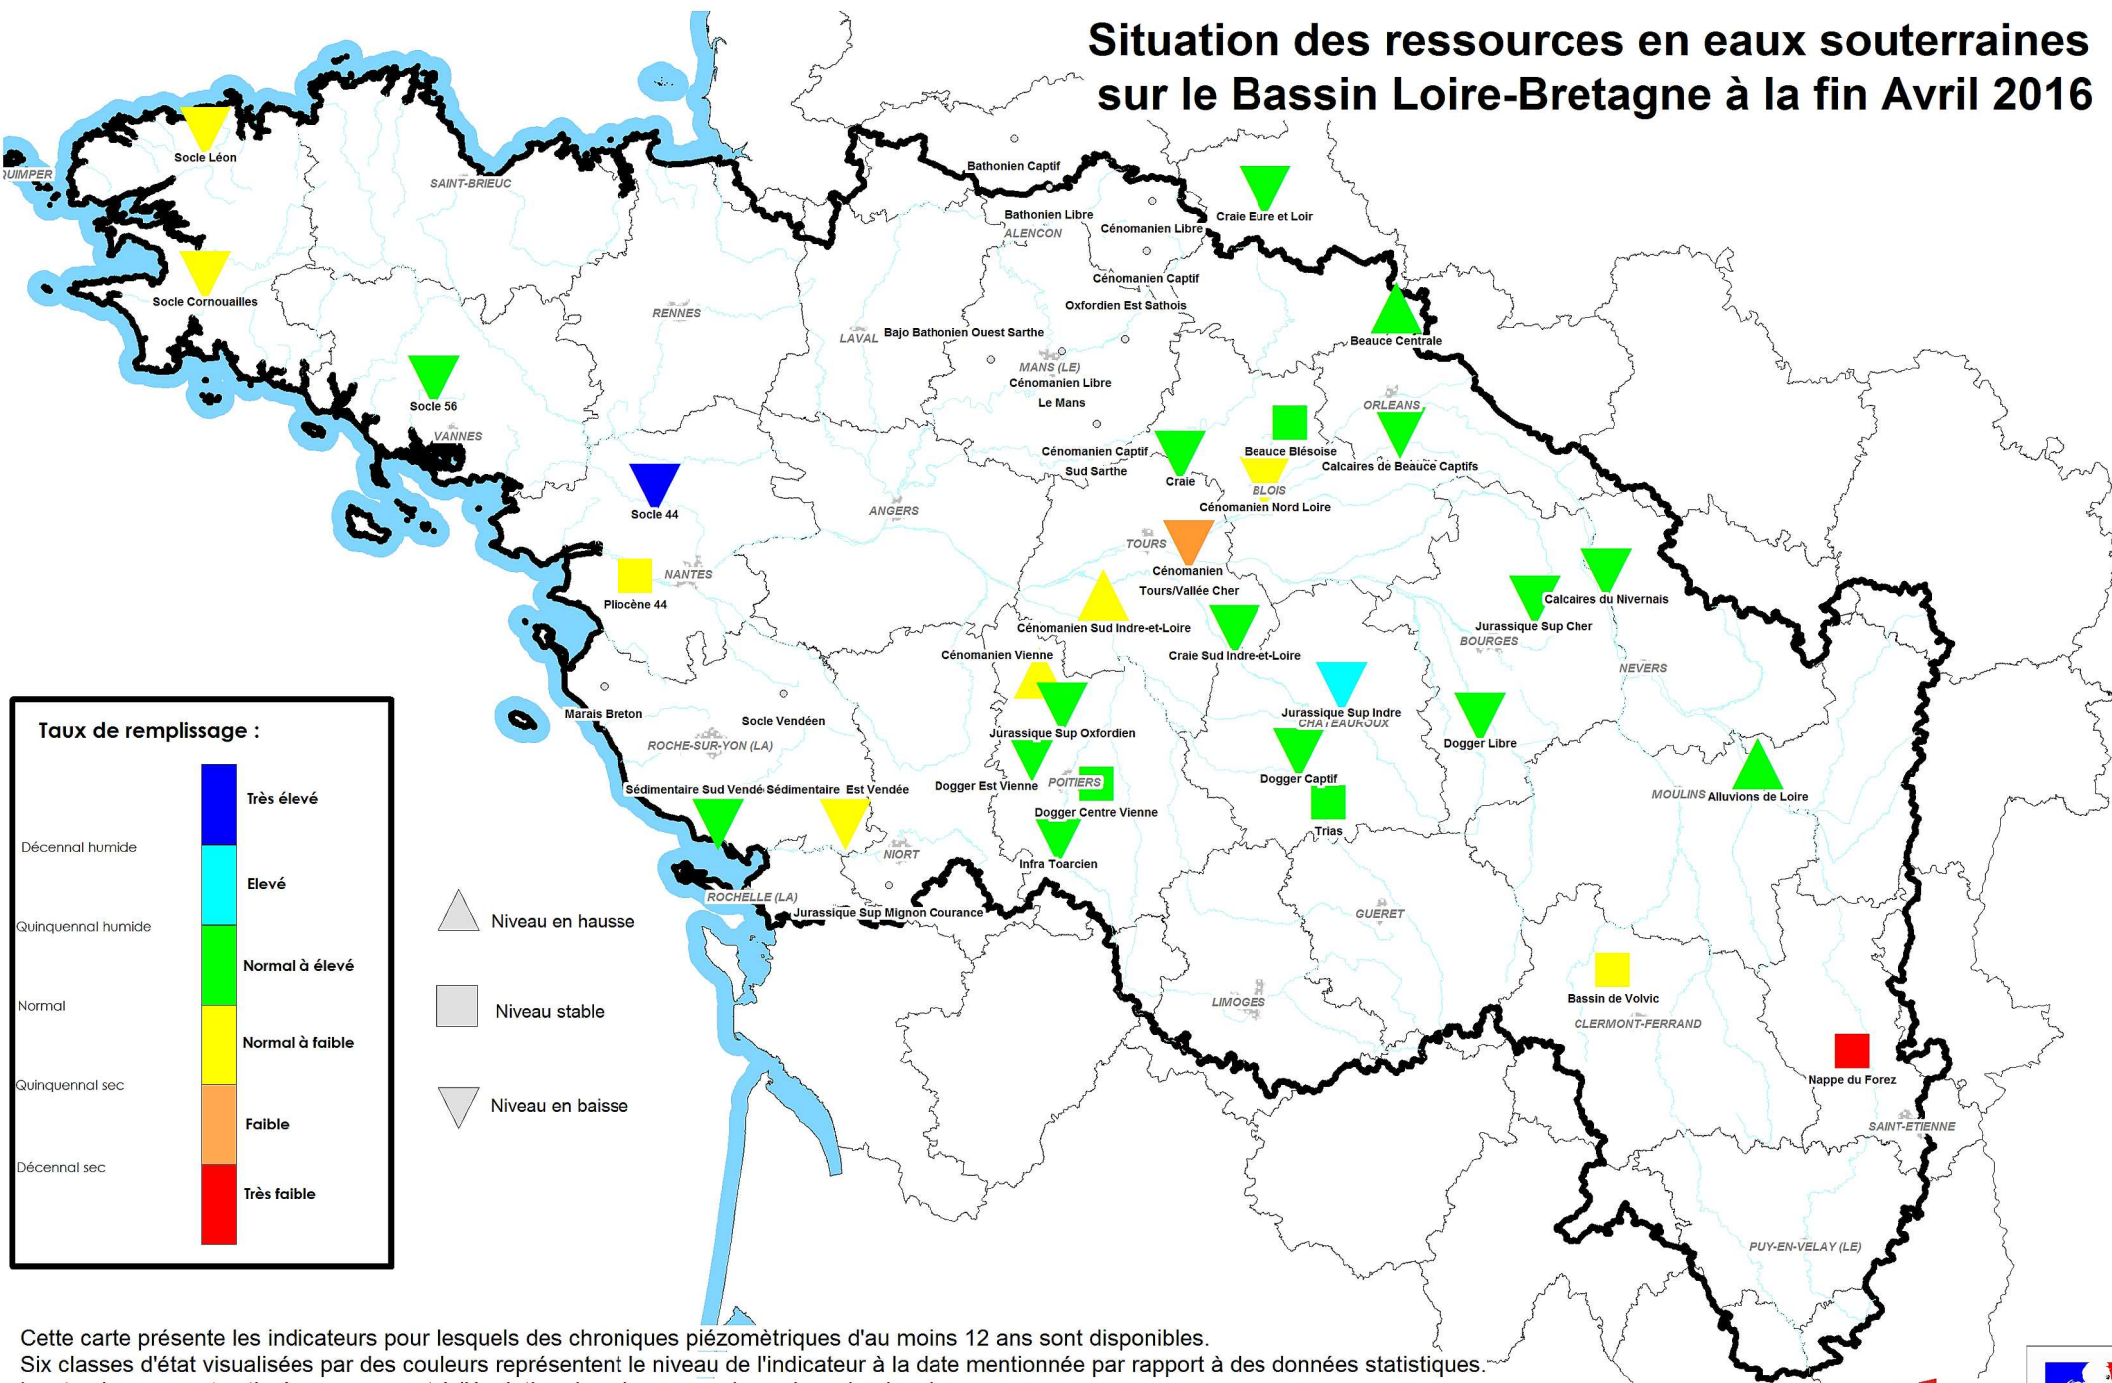 Situation des ressources en eaux souterraines
sur le Bassin Loire-Bretagne à la fin Avril 2016
Socle Léon
QUIMPER
SAINT-BRIEUC
Bathonien Captif
Bathonien Libre
ALENCON
Cénomanien Libre
Craie Eure et Loir
Socle Cornouailles
Cénomanien Captif
Oxfordien Est Sathois
RENNES
LAVAL
Bajo Bathonien Ouest Sarthe
Beauce Centrale
MANS (LE)
Cénomanien Libre
Le Mans
Socle 56
VANNES
ORLEANS
Cénomanien Captif
Sud Sarthe
Craie
Beauce Blésoise
Calcaires de Beauce Captifs
BLOIS
Cénomanien Nord Loire
Socle 44
ANGERS
TOURS
Cénomanien
Tours/Vallée Cher
NANTES
Pliocène 44
Cénomanien Sud Indre-et-Loire
Calcaires du Nivernais
Jurassique Sup Cher
BOURGES
Cénomanien Vienne
Craie Sud Indre-et-Loire
NEVERS
Marais Breton
Socle Vendéen
ROCHE-SUR-YON (LA)
Jurassique Sup Oxfordien
Jurassique Sup Indre
CHATEAUROUX
Dogger Libre
Sédimentaire Sud Vendé
Sédimentaire Est Vendée
Dogger Est Vienne
POITIERS
Dogger Captif
MOULINS
Alluvions de Loire
Dogger Centre Vienne
Trias
NIORT
Infra Toarcien
ROCHELLE (LA)
Jurassique Sup Mignon Courance
GUERET
LIMOGES
Bassin de Volvic
CLERMONT-FERRAND
Nappe du Forez
SAINT-ETIENNE
PUY-EN-VELAY (LE)
Taux de remplissage :
Très élevé
Décennal humide
Elevé
Quinquennal humide
Normal à élevé
Normal
Normal à faible
Quinquennal sec
Faible
Décennal sec
Très faible
Niveau en hausse
Niveau stable
Niveau en baisse
Cette carte présente les indicateurs pour lesquels des chroniques piézomètriques d'au moins 12 ans sont disponibles.
Six classes d'état visualisées par des couleurs représentent le niveau de l'indicateur à la date mentionnée par rapport à des données statistiques.